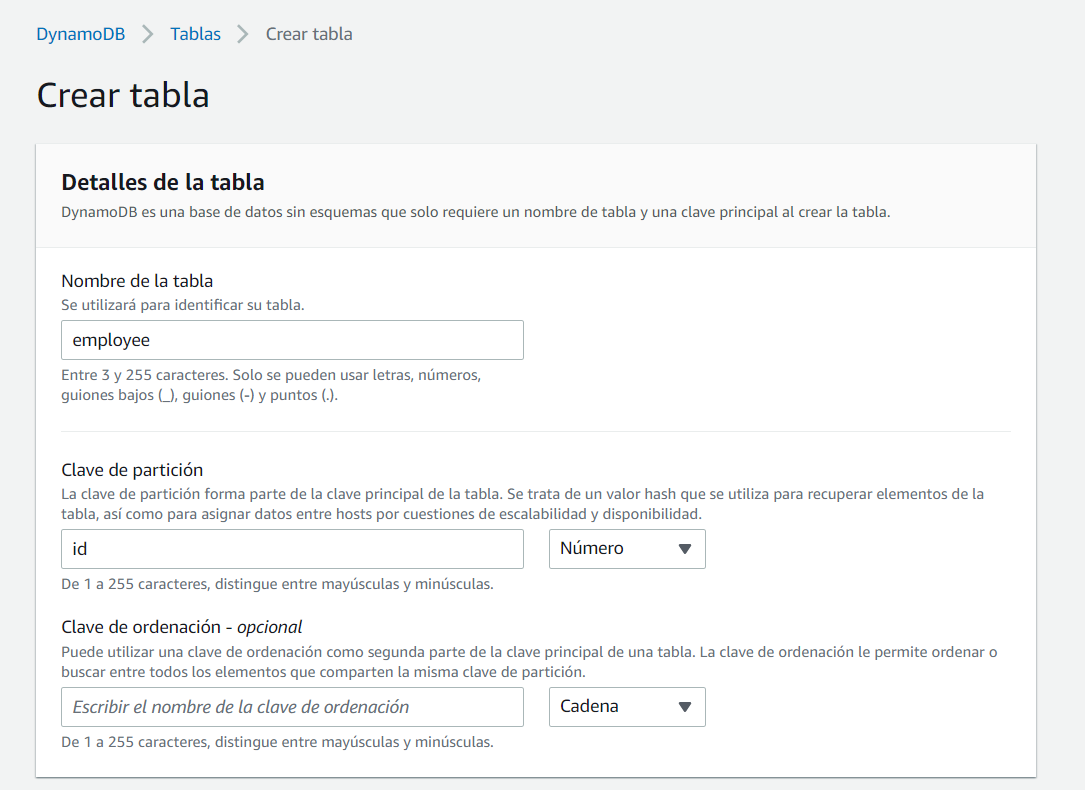 DynamoDB > Tablas > Crear tabla
Crear tabla
Detalles de la tabla
DynamoDB es una base de datos sin esquemas que solo requiere un nombre de tabla y una clave principal al crear la tabla.
Nombre de la tabla
Se utilizará para identificar su tabla.
employee
Entre 3 y 255 caracteres. Solo se pueden usar letras, números,
guiones bajos (_), guiones (-) y puntos (.).
Clave de partición
La clave de partición forma parte de la clave principal de la tabla. Se trata de un valor hash que se utiliza para recuperar elementos de la
tabla, así como para asignar datos entre hosts por cuestiones de escalabilidad y disponibilidad.
id Número
De 1 a 255 caracteres, distingue entre mayúsculas y minúsculas.
Clave de ordenación - opcional
Puede utilizar una clave de ordenación como segunda parte de la clave principal de una tabla. La clave de ordenación le permite ordenar o
buscar entre todos los elementos que comparten la misma clave de partición.
Escribir el nombre de la clave de ordenación Cadena
De 1 a 255 caracteres, distingue entre mayúsculas y minúsculas.